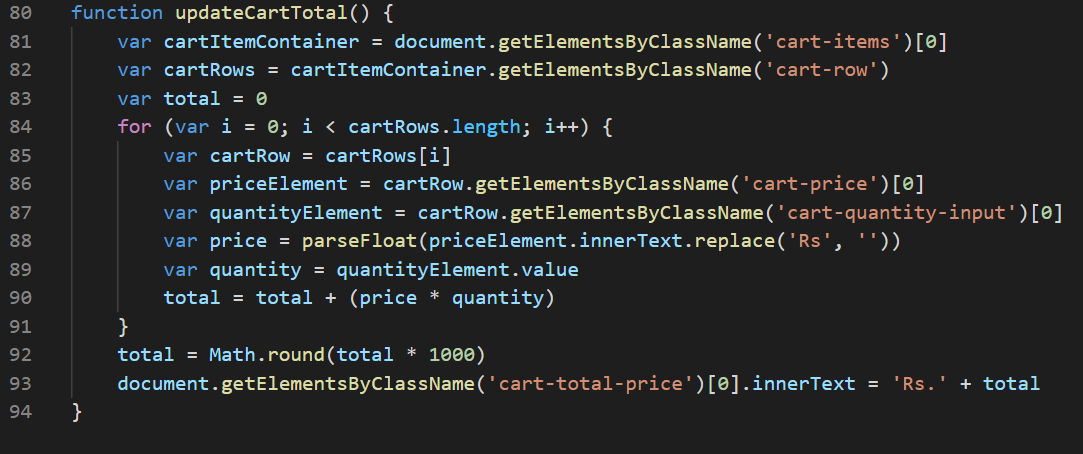 80 function updateCartTotal() {
81     var cartItemContainer = document.getElementsByClassName('cart-items')[0]
82     var cartRows = cartItemContainer.getElementsByClassName('cart-row')
83     var total = 0
84     for (var i = 0; i < cartRows.length; i++) {
85         var cartRow = cartRows[i]
86         var priceElement = cartRow.getElementsByClassName('cart-price')[0]
87         var quantityElement = cartRow.getElementsByClassName('cart-quantity-input')[0]
88         var price = parseFloat(priceElement.innerText.replace('Rs', ''))
89         var quantity = quantityElement.value
90         total = total + (price * quantity)
91     }
92     total = Math.round(total * 1000)
93     document.getElementsByClassName('cart-total-price')[0].innerText = 'Rs.' + total
94 }